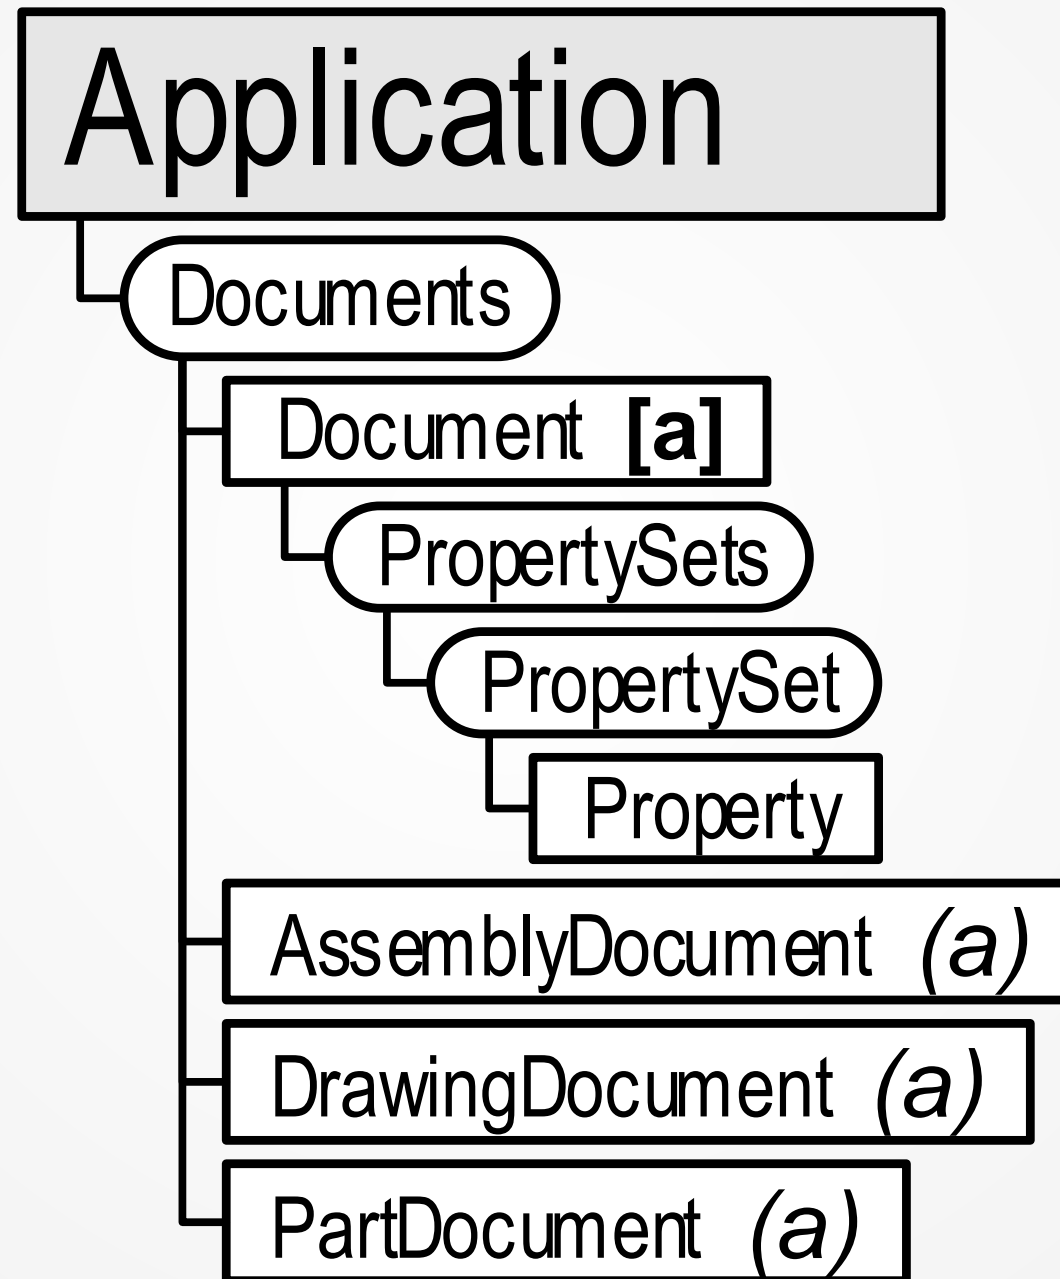 Application
Documents
Document [a]
PropertySets
PropertySet
Property
AssemblyDocument (a)
DrawingDocument (a)
PartDocument (a)